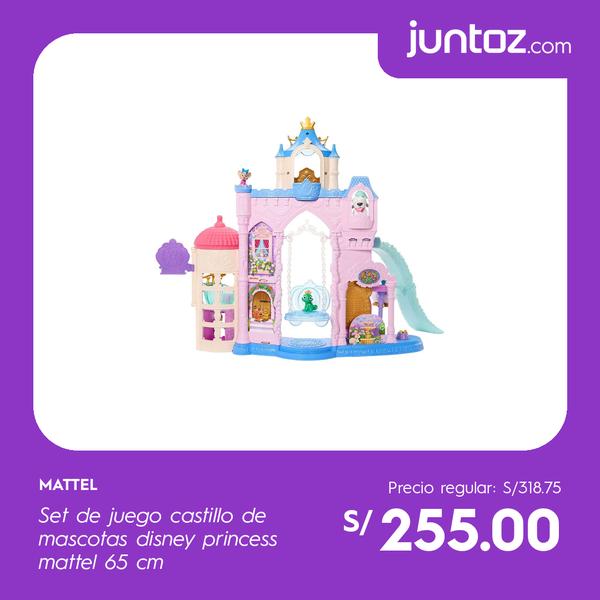 juntoz.com
MATTEL
Set de juego castillo de
mascotas disney princess
mattel 65 cm
Precio regular: S/318.75
S/255.00